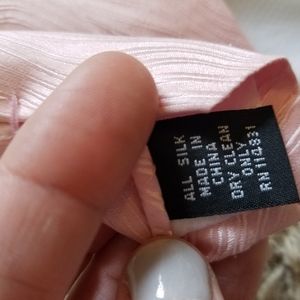 ALL SILK
MADE IN
CHINA
DRY CLEAN
ONLY
RN 114831